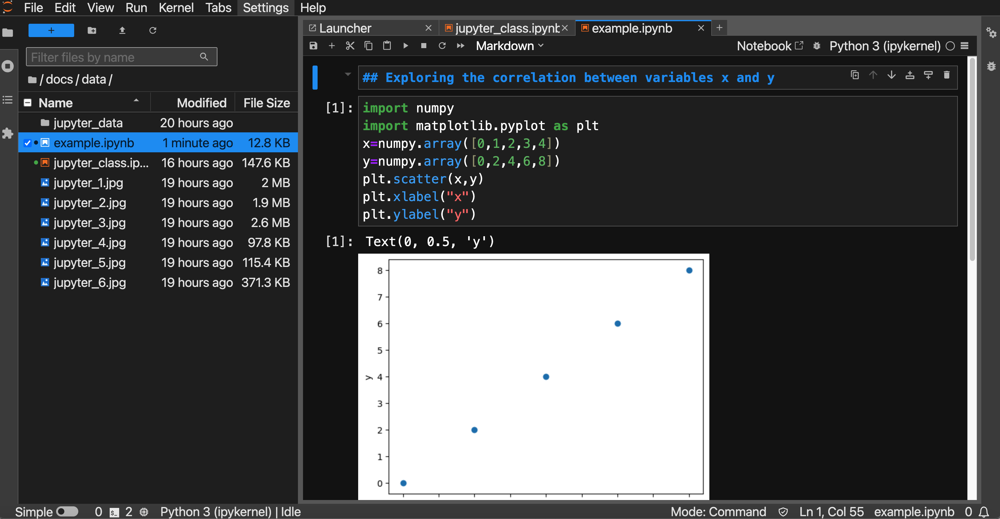 File Edit View Run Kernel Tabs Settings Help
+
Filter files by name
/ docs / data /
Name Modified File Size
jupyter_data 20 hours ago
example.ipynb 1 minute ago 12.8 KB
jupyter_class.ip... 16 hours ago 147.6 KB
jupyter_1.jpg 19 hours ago 2 MB
jupyter_2.jpg 19 hours ago 1.9 MB
jupyter_3.jpg 19 hours ago 2.6 MB
jupyter_4.jpg 19 hours ago 97.8 KB
jupyter_5.jpg 19 hours ago 115.4 KB
jupyter_6.jpg 19 hours ago 371.3 KB
Launcher jupyter_class.ipynb example.ipynb
Markdown Notebook Python 3 (ipykernel)
## Exploring the correlation between variables x and y
[1]: import numpy
import matplotlib.pyplot as plt
x=numpy.array([0,1,2,3,4])
y=numpy.array([0,2,4,6,8])
plt.scatter(x,y)
plt.xlabel("x")
plt.ylabel("y")
[1]: Text(0, 0.5, 'y')
8
7
6
5
y 4
3
2
1
0
Simple 0 $_ 2 Python 3 (ipykernel) | Idle Mode: Command Ln 1, Col 55 example.ipynb 0